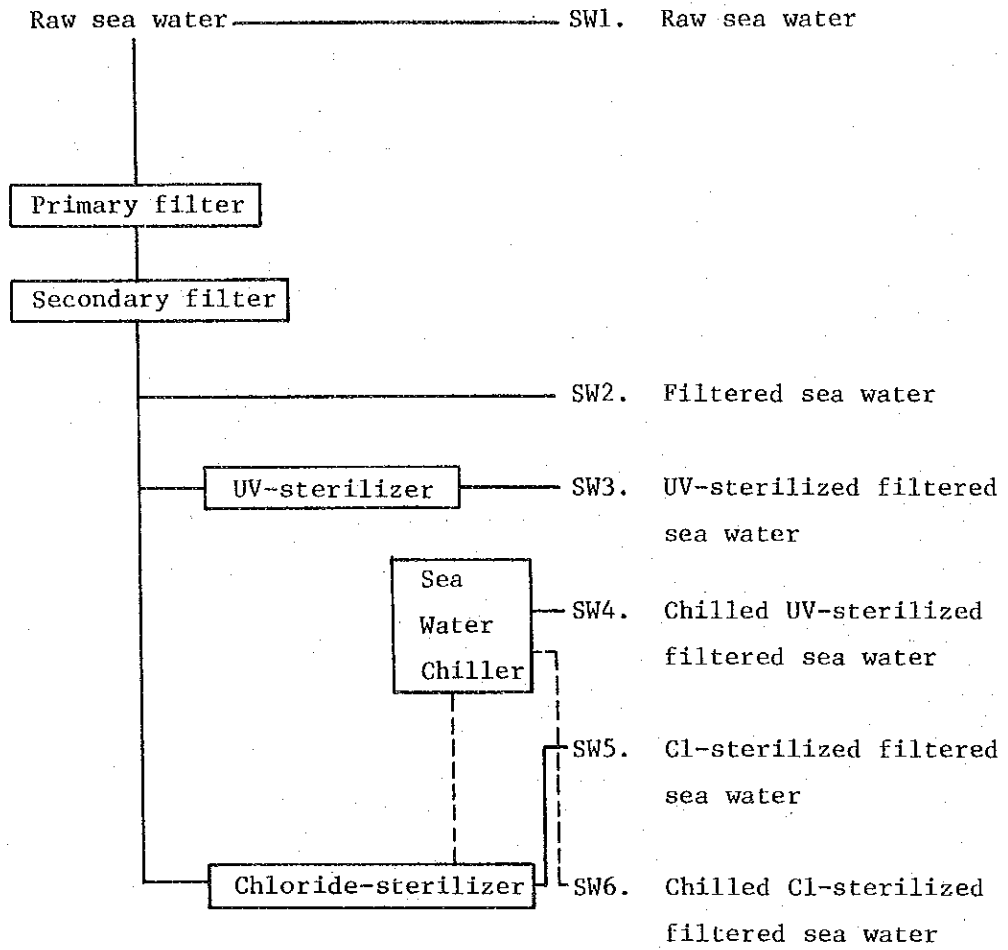 Raw sea water SW1. Raw sea water
Primary filter
Secondary filter
SW2. Filtered sea water
UV-sterilizer SW3. UV-sterilized filtered
sea water
Sea
Water
Chiller
SW4. Chilled UV-sterilized
filtered sea water
SW5. Cl-sterilized filtered
sea water
Chloride-sterilizer SW6. Chilled Cl-sterilized
filtered sea water